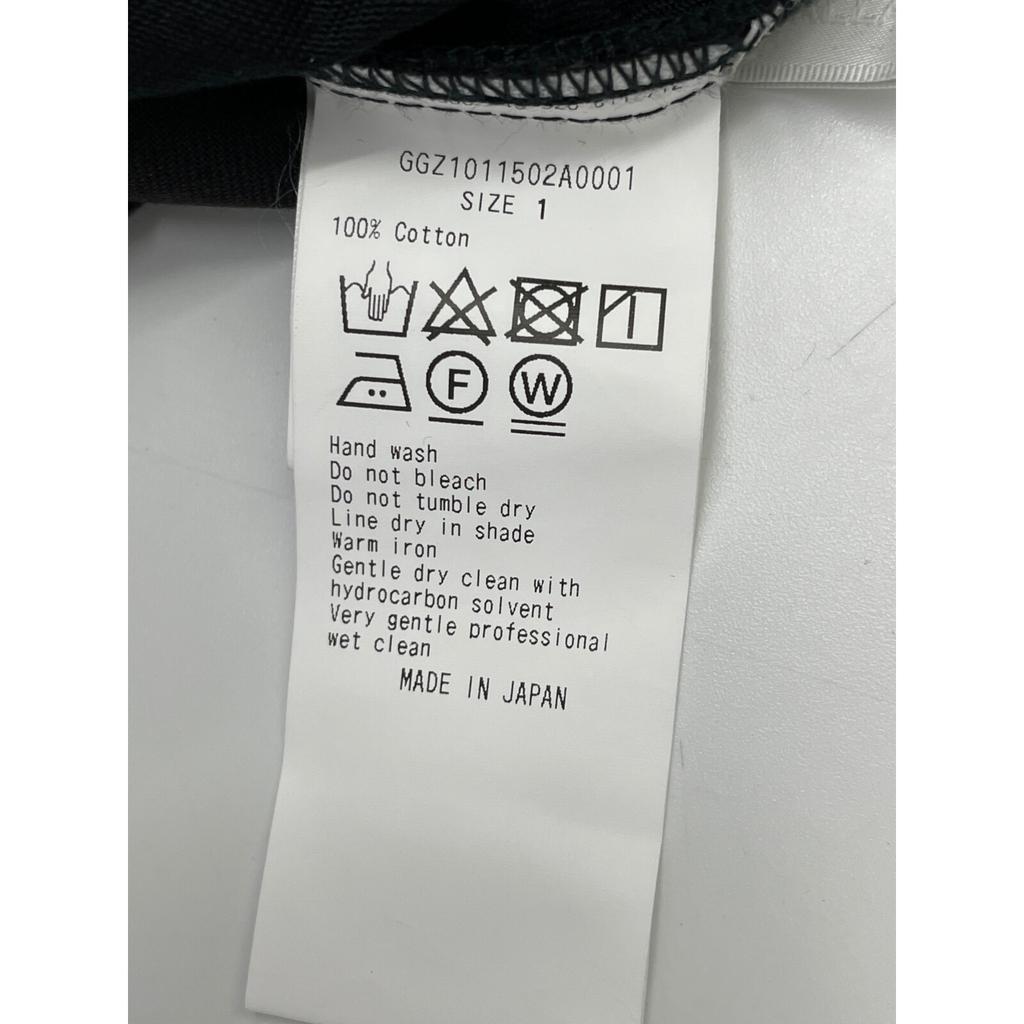 GGZ1011502A0001
SIZE 1
100% Cotton
F W
Hand wash
Do not bleach
Do not tumble dry
Line dry in shade
Warm iron
Gentle dry clean with
hydrocarbon solvent
Very gentle professional
wet clean
MADE IN JAPAN